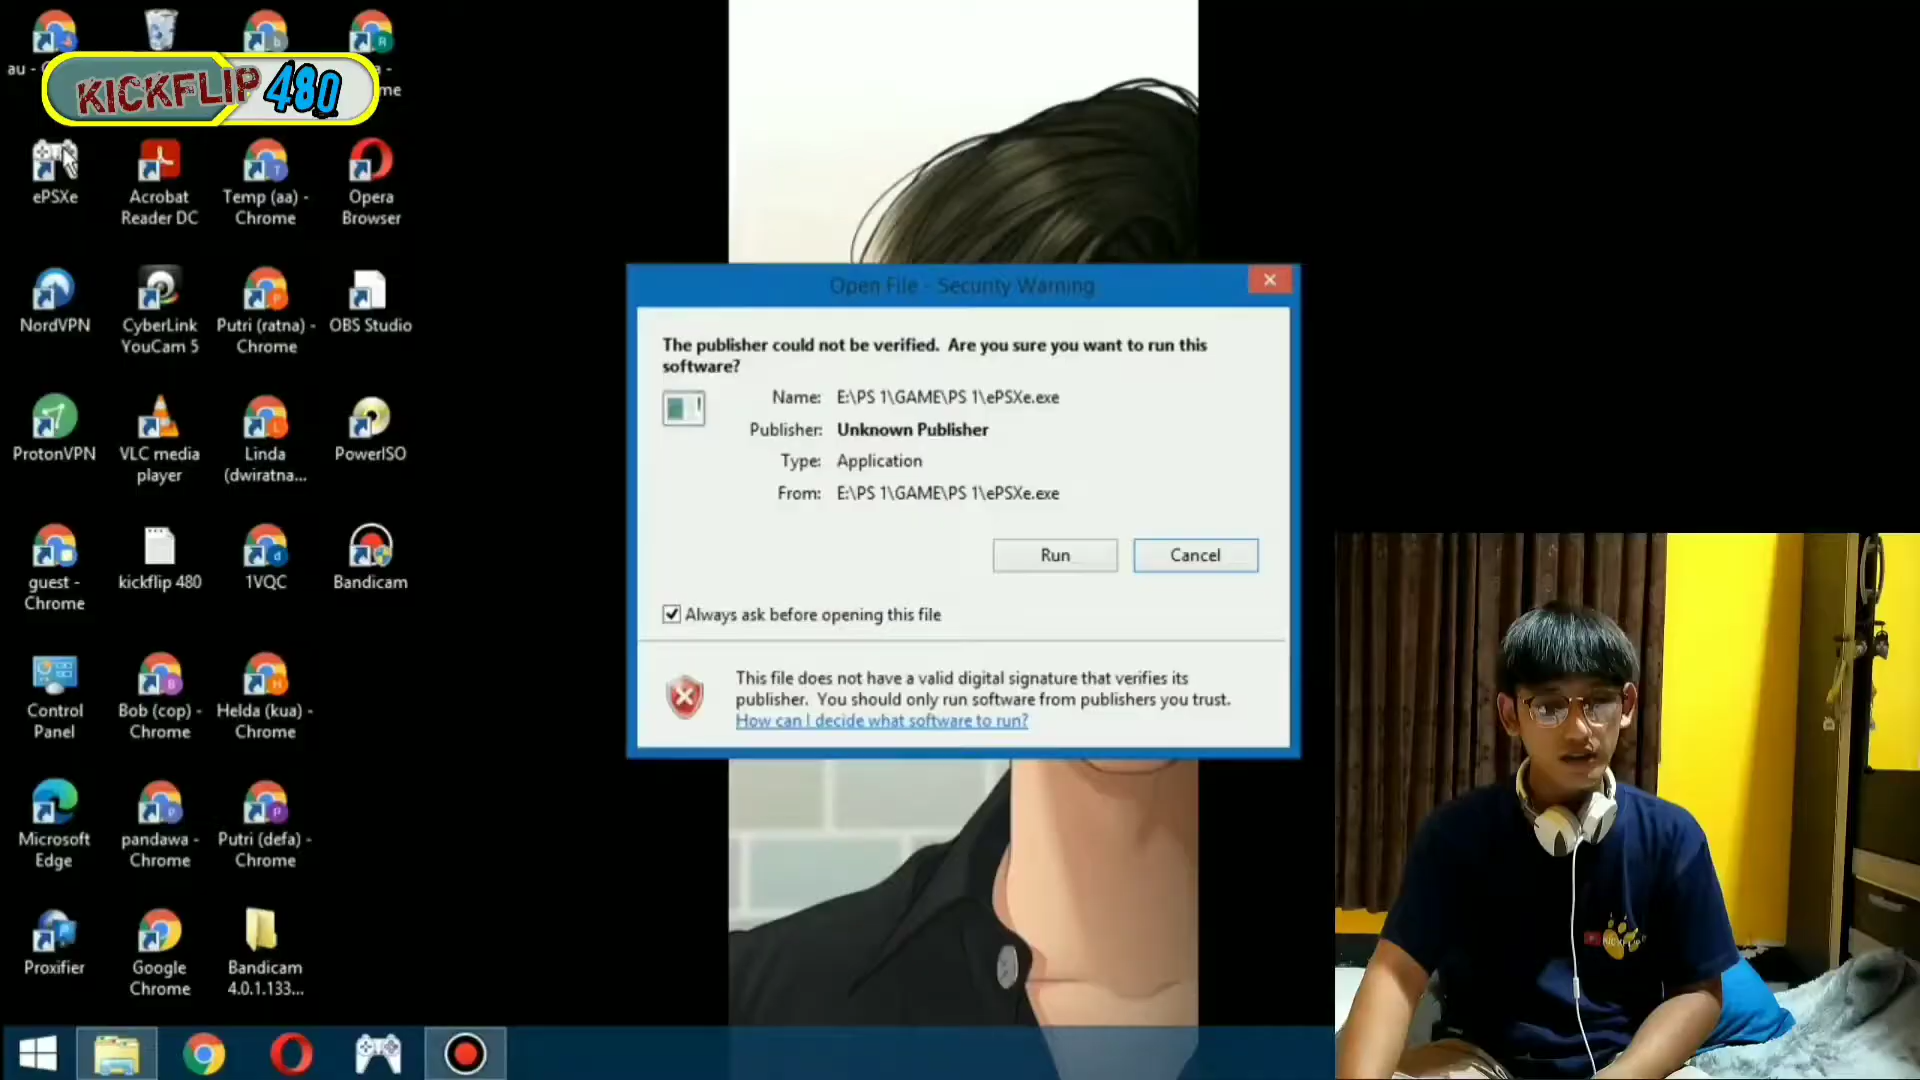 au -
me
KICKFLIP 480
ePSXe
Acrobat
Reader DC
Temp (aa) -
Chrome
Opera
Browser
NordVPN
CyberLink
YouCam 5
Putri (ratna) -
Chrome
OBS Studio
ProtonVPN
VLC media
player
Linda
(dwiratna...
PowerISO
guest -
Chrome
kickflip 480
1VQC
Bandicam
Control
Panel
Bob (cop) -
Chrome
Helda (kua) -
Chrome
Microsoft
Edge
pandawa -
Chrome
Putri (defa) -
Chrome
Proxifier
Google
Chrome
Bandicam
4.0.1.133...
Open File - Security Warning
The publisher could not be verified. Are you sure you want to run this
software?
Name: E:\PS 1\GAME\PS 1\ePSXe.exe
Publisher: Unknown Publisher
Type: Application
From: E:\PS 1\GAME\PS 1\ePSXe.exe
Run
Cancel
Always ask before opening this file
This file does not have a valid digital signature that verifies its
publisher. You should only run software from publishers you trust.
How can I decide what software to run?
KICKFLIP